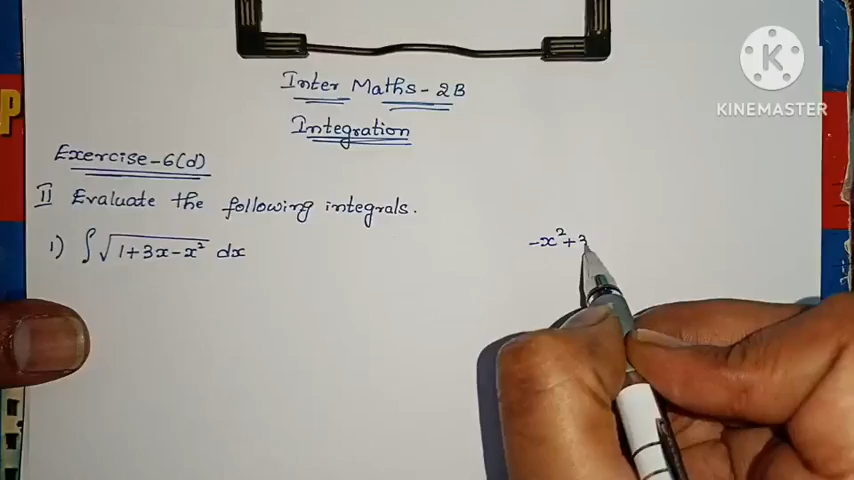 Inter Maths-2B
Integration
Exercise-6(d)
II Evaluate the following integrals.
1) ∫√1+3x-x² dx
-x²+3
K
KINEMASTER
P